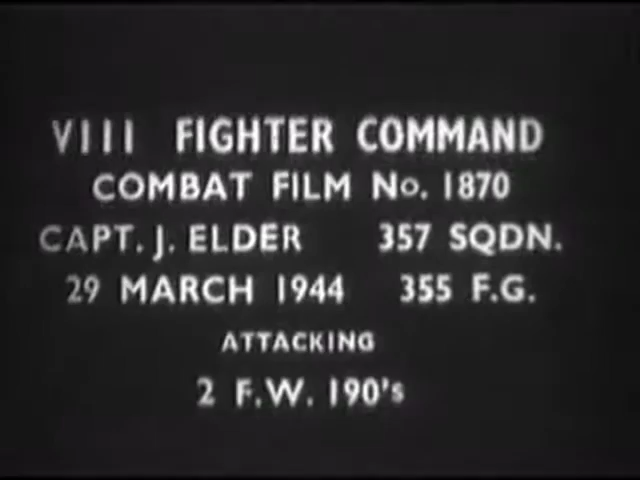 VIII FIGHTER COMMAND
COMBAT FILM No. 1870
CAPT. J. ELDER 357 SQDN.
29 MARCH 1944 355 F.G.
ATTACKING
2 F.W. 190's